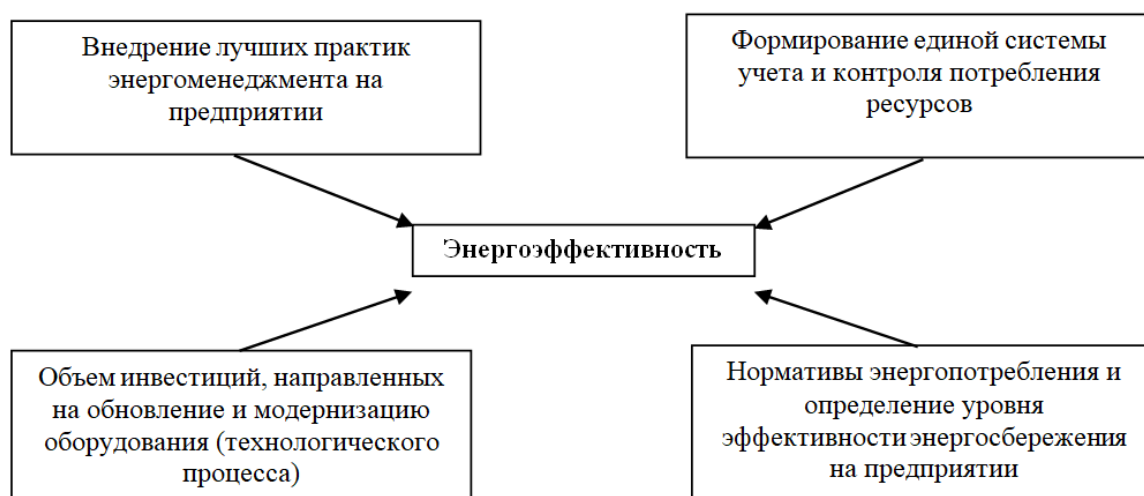 Внедрение лучших практик
энергоменеджмента на
предприятии
Формирование единой системы
учета и контроля потребления
ресурсов
Энергоэффективность
Объем инвестиций, направленных
на обновление и модернизацию
оборудования (технологического
процесса)
Нормативы энергопотребления и
определение уровня
эффективности энергосбережения
на предприятии